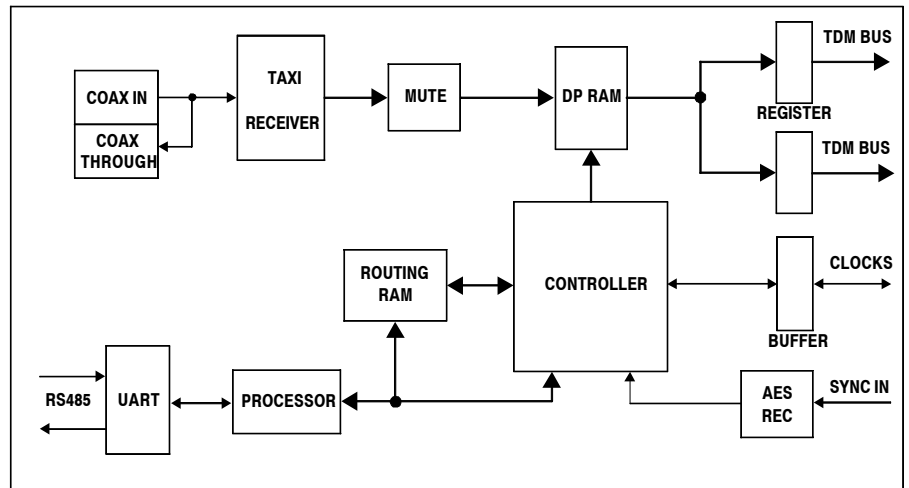 COAX IN
COAX
THROUGH
TAXI
RECEIVER
MUTE
DP RAM
TDM BUS
REGISTER
TDM BUS
ROUTING
RAM
CONTROLLER
CLOCKS
BUFFER
RS485
UART
PROCESSOR
AES
REC
SYNC IN